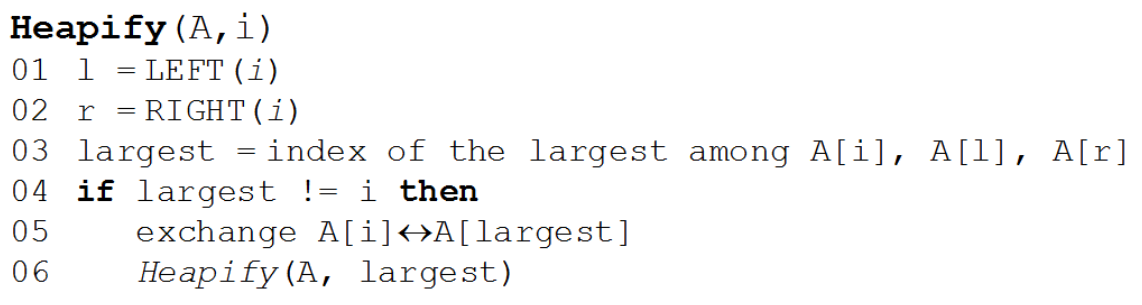 Heapify(A,i)
01 l =LEFT(i)
02 r =RIGHT(i)
03 largest =index of the largest among A[i], A[l], A[r]
04 if largest != i then
05 exchange A[i]↔A[largest]
06 Heapify(A, largest)